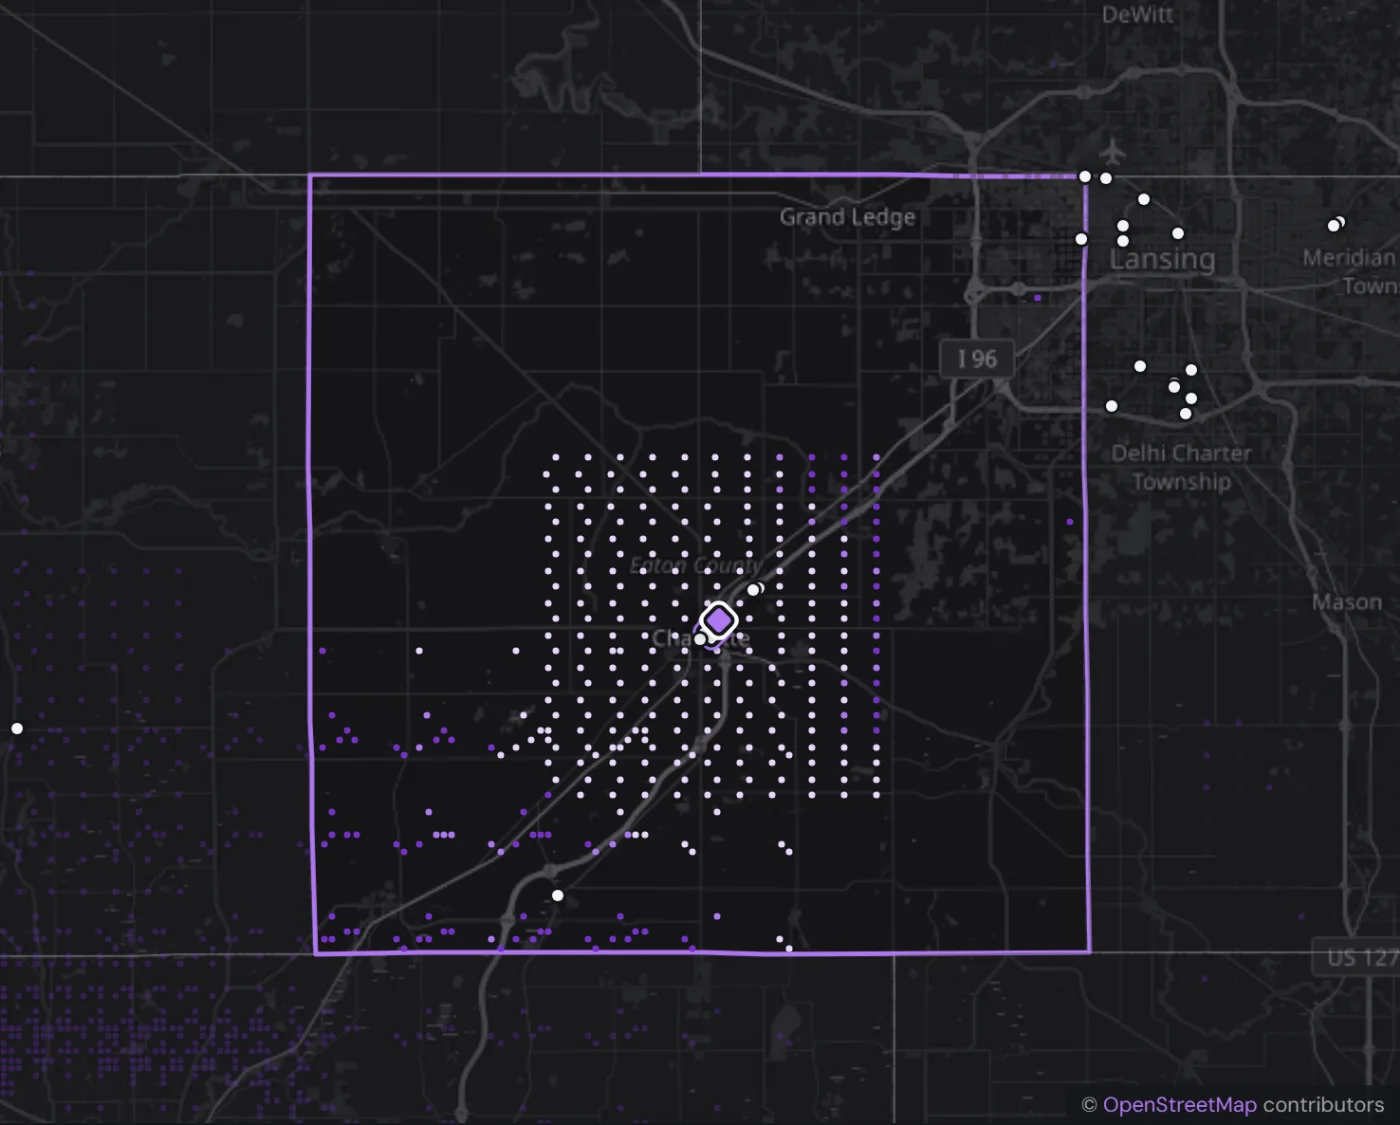 DeWitt
Grand Ledge
Lansing
Meridian
Town
I 96
Delhi Charter
Township
Eaton County
Mason
US 127
© OpenStreetMap contributors